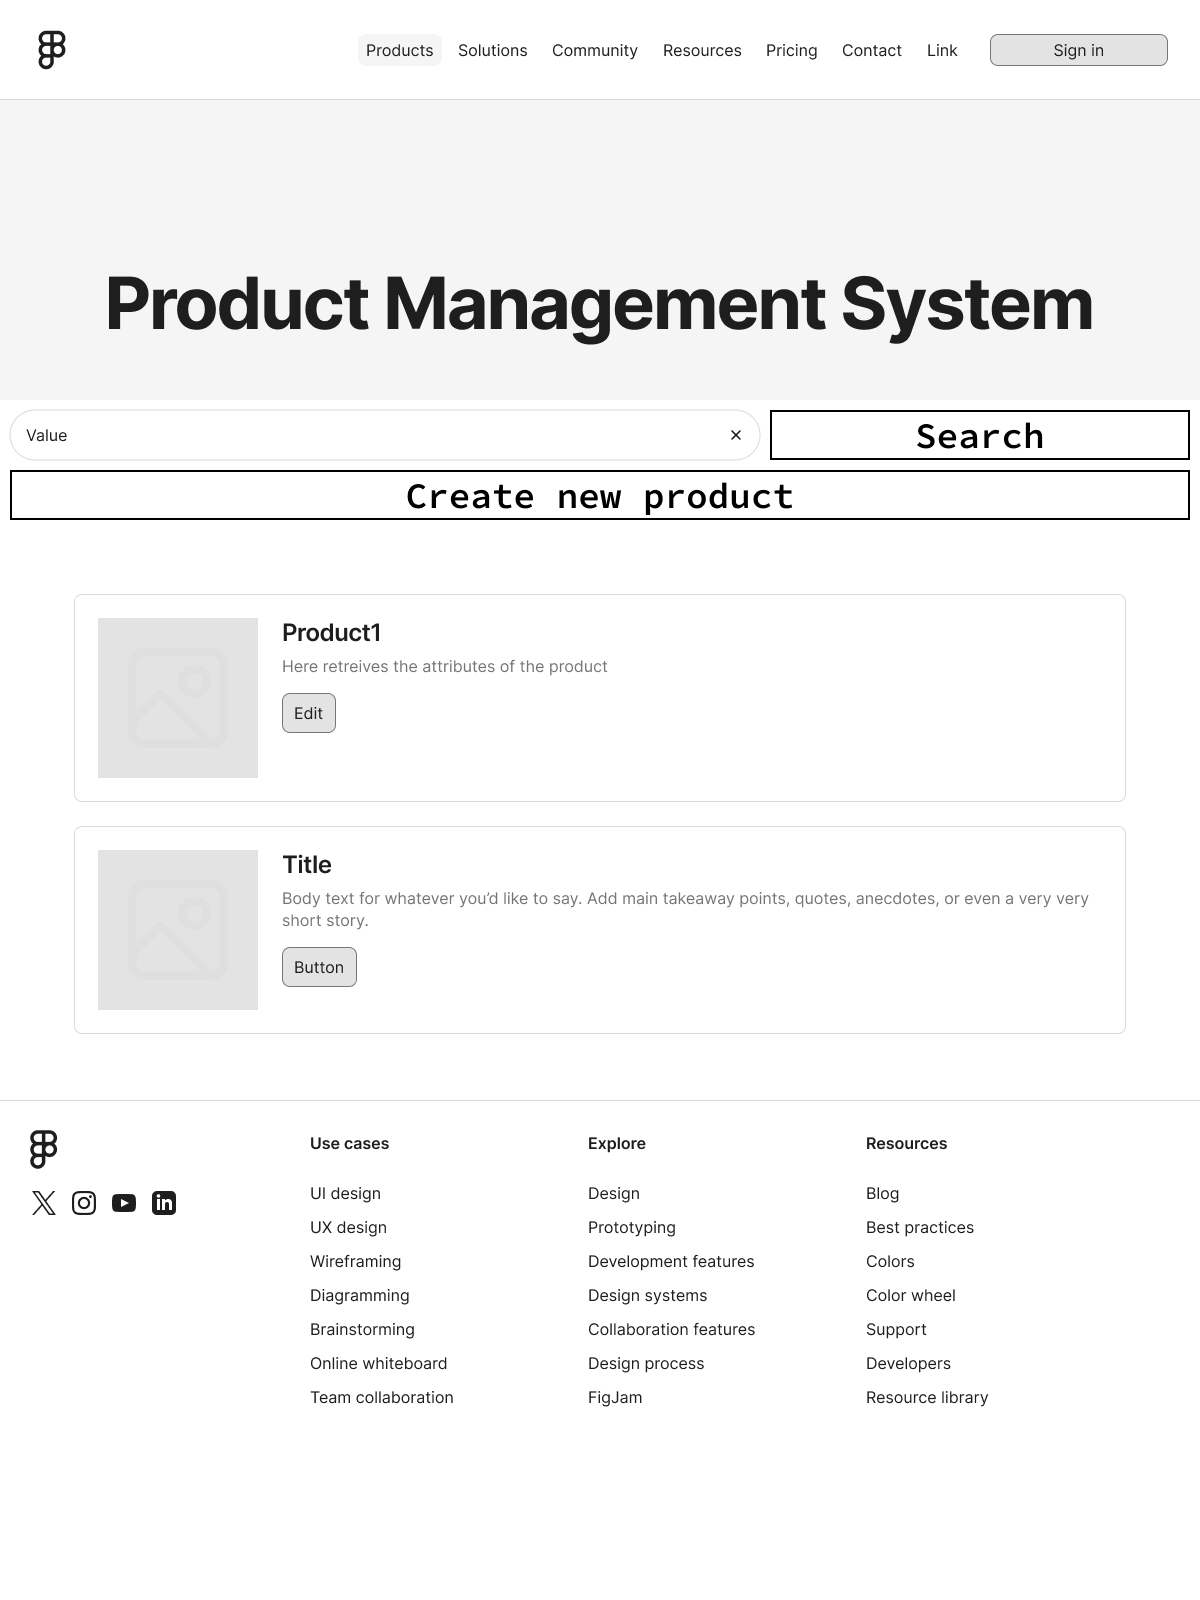 Products Solutions Community Resources Pricing Contact Link Sign in
Product Management System
Value
Search
Create new product
Product1
Here retreives the attributes of the product
Edit
Title
Body text for whatever you’d like to say. Add main takeaway points, quotes, anecdotes, or even a very very
short story.
Button
Use cases
UI design
UX design
Wireframing
Diagramming
Brainstorming
Online whiteboard
Team collaboration
Explore
Design
Prototyping
Development features
Design systems
Collaboration features
Design process
FigJam
Resources
Blog
Best practices
Colors
Color wheel
Support
Developers
Resource library